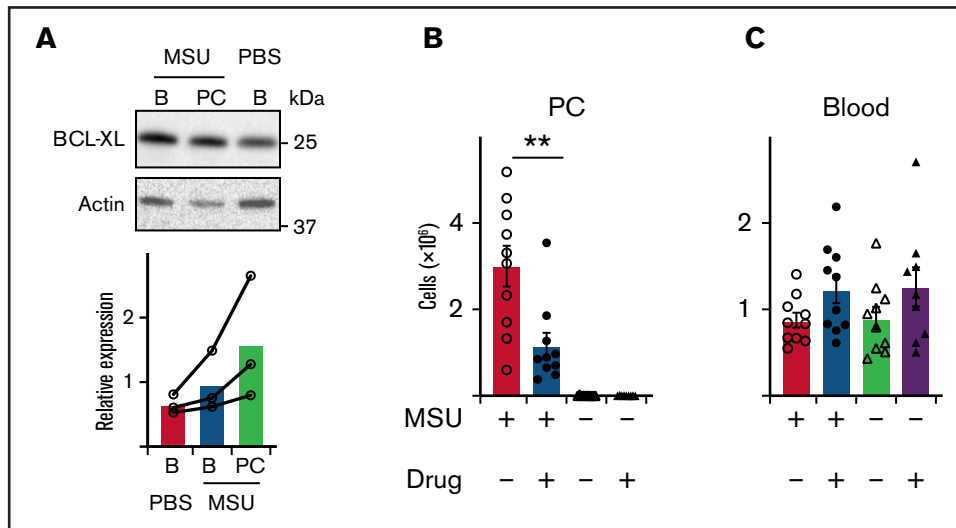 A
MSU PBS
B PC B kDa
BCL-XL 25
Actin
37
Relative expression
2
1
B B PC
PBS MSU
B
PC
**
Cells (×10⁶)
4
2
MSU + + − −
Drug − + − +
C
Blood
2
1
+ + − −
− + − +